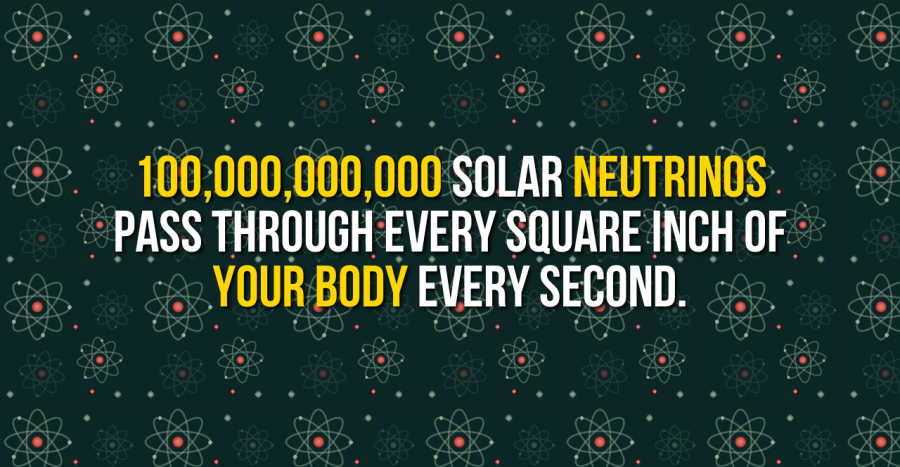 100,000,000,000 SOLAR NEUTRINOS
PASS THROUGH EVERY SQUARE INCH OF
YOUR BODY EVERY SECOND.